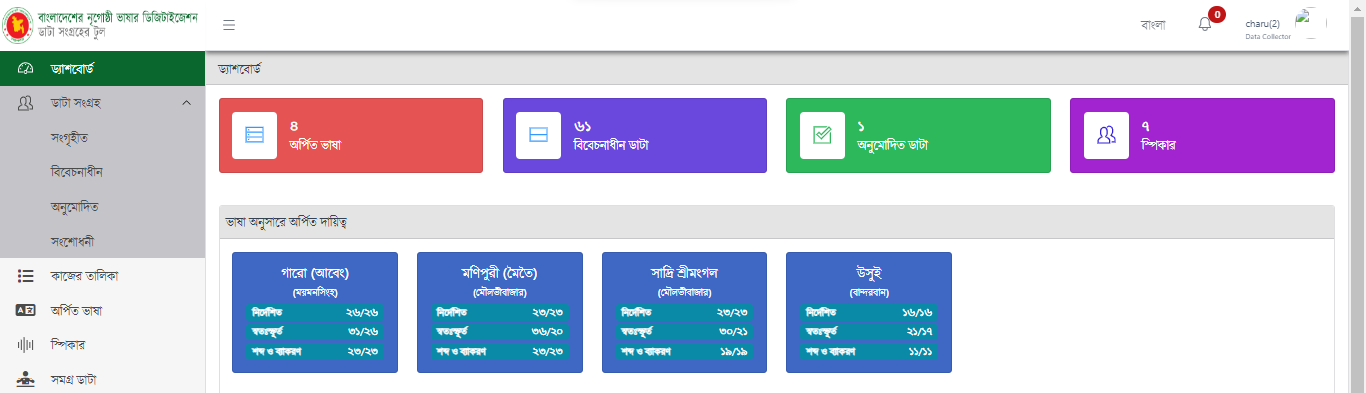 বাংলাদেশের নৃগোষ্ঠী ভাষার ডিজিটাইজেশন
ডাটা সংগ্রহের টুল
বাংলা
0
charu(2)
Data Collector
ড্যাশবোর্ড
ডাটা সংগ্রহ
সংগৃহীত
বিবেচনাধীন
অনুমোদিত
সংশোধনী
কাজের তালিকা
অর্পিত ভাষা
স্পিকার
সমগ্র ডাটা
ড্যাশবোর্ড
৪
অর্পিত ভাষা
৬১
বিবেচনাধীন ডাটা
১
অনুমোদিত ডাটা
৭
স্পিকার
ভাষা অনুসারে অর্পিত দায়িত্ব
গারো (আবেং)
(ময়মনসিংহ)
নির্দেশিত ২৬/২৬
স্বতঃস্ফূর্ত ৩১/২৬
শব্দ ও ব্যাকরণ ২৩/২৩
মণিপুরী (মৈতৈ)
(মৌলভীবাজার)
নির্দেশিত ২৩/২৩
স্বতঃস্ফূর্ত ৩৬/২০
শব্দ ও ব্যাকরণ ২৩/২৩
সাদ্রি শ্রীমংগল
(মৌলভীবাজার)
নির্দেশিত ২৩/২৩
স্বতঃস্ফূর্ত ৩০/২১
শব্দ ও ব্যাকরণ ১৯/১৯
উসুই
(বান্দরবান)
নির্দেশিত ১৬/১৬
স্বতঃস্ফূর্ত ২১/১৭
শব্দ ও ব্যাকরণ ১১/১১